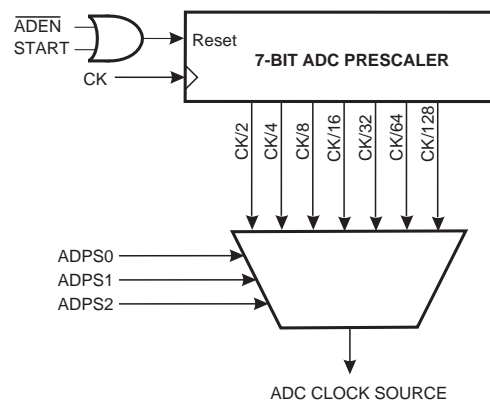 ADEN
START
Reset
7-BIT ADC PRESCALER
CK
CK/2
CK/4
CK/8
CK/16
CK/32
CK/64
CK/128
ADPS0
ADPS1
ADPS2
ADC CLOCK SOURCE